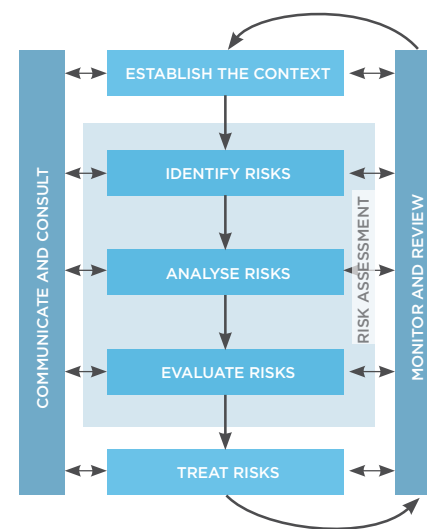 ESTABLISH THE CONTEXT
IDENTIFY RISKS
ANALYSE RISKS
EVALUATE RISKS
TREAT RISKS
COMMUNICATE AND CONSULT
RISK ASSESSMENT
MONITOR AND REVIEW